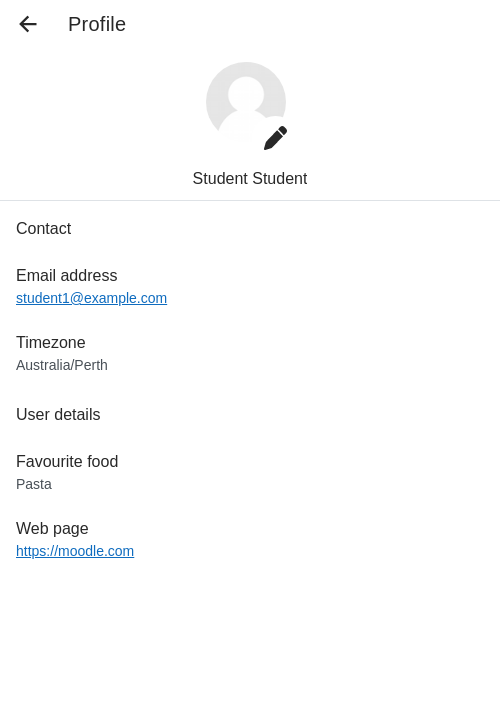 Profile
Student Student
Contact
Email address
student1@example.com
Timezone
Australia/Perth
User details
Favourite food
Pasta
Web page
https://moodle.com